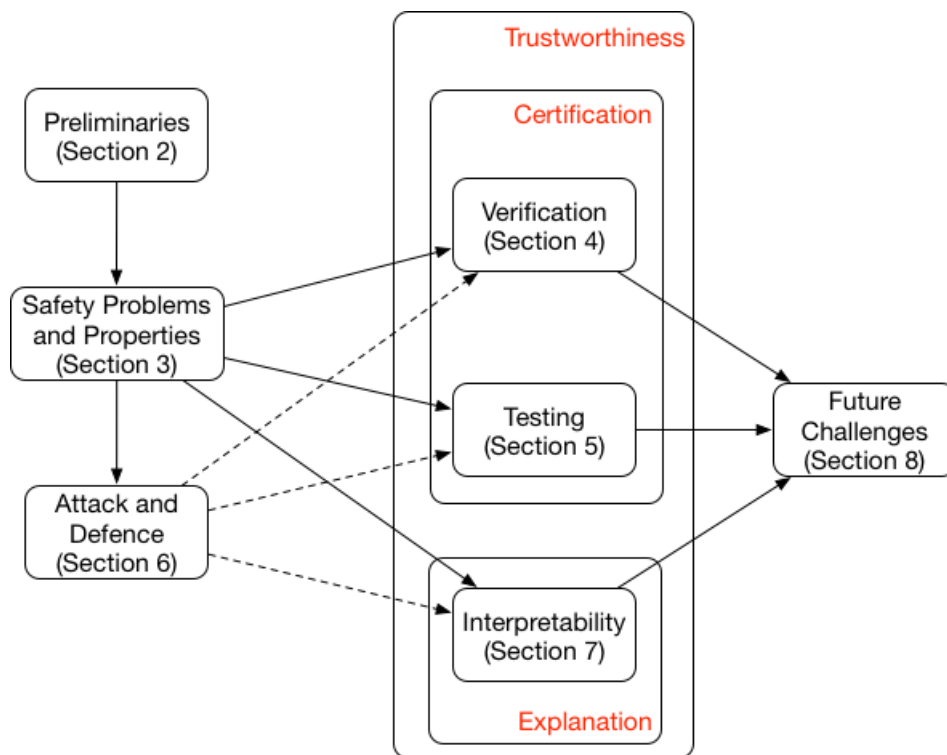 Trustworthiness
Certification
Preliminaries
(Section 2)
Verification
(Section 4)
Safety Problems
and Properties
(Section 3)
Testing
(Section 5)
Future
Challenges
(Section 8)
Attack and
Defence
(Section 6)
Interpretability
(Section 7)
Explanation